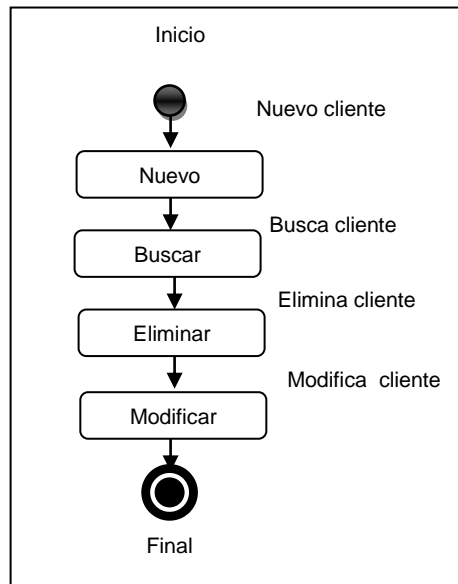 Inicio
Nuevo cliente
Nuevo
Busca cliente
Buscar
Elimina cliente
Eliminar
Modifica cliente
Modificar
Final